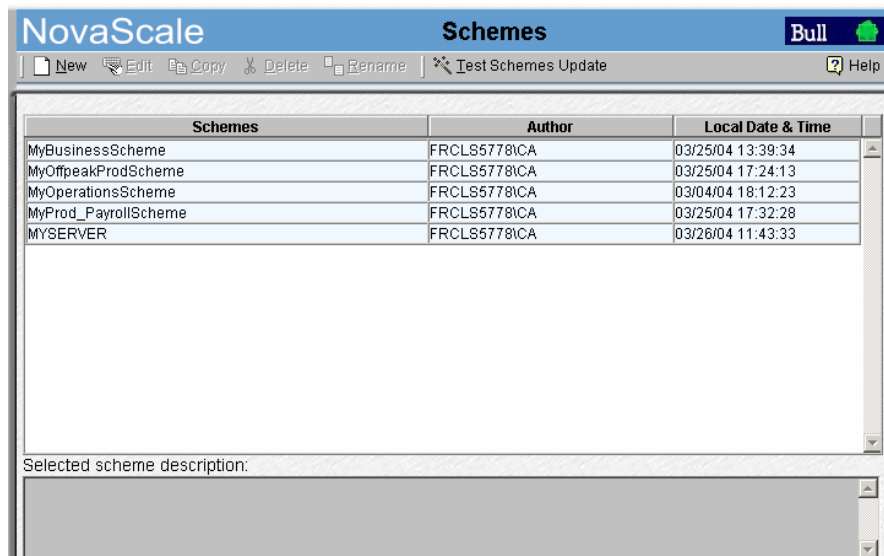 NovaScale Schemes Bull
New Edit Copy Delete Rename Test Schemes Update Help
Schemes Author Local Date & Time
MyBusinessScheme FRCLS5778\CA 03/25/04 13:39:34
MyOffpeakProdScheme FRCLS5778\CA 03/25/04 17:24:13
MyOperationsScheme FRCLS5778\CA 03/04/04 18:12:23
MyProd_PayrollScheme FRCLS5778\CA 03/25/04 17:32:28
MYSERVER FRCLS5778\CA 03/26/04 11:43:33
Selected scheme description: